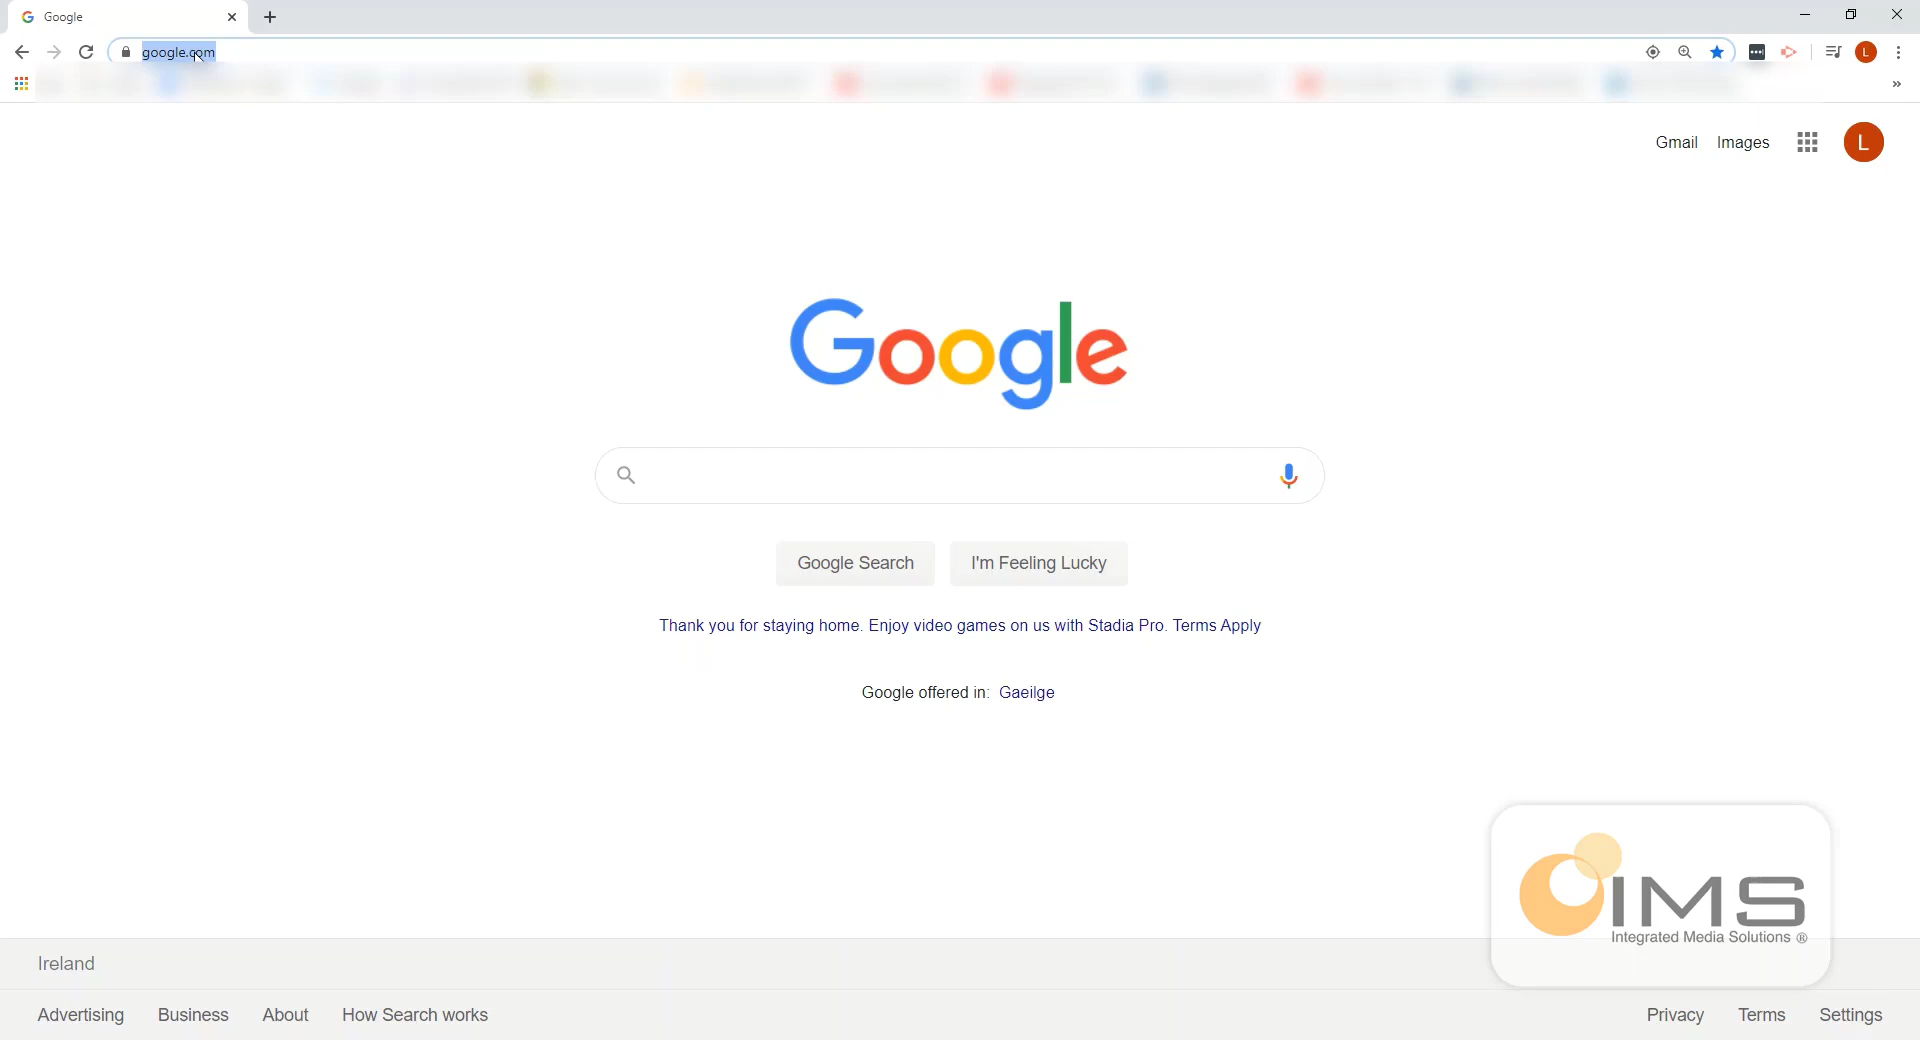 Google
google.com
L
Gmail Images
L
Google
Google Search I'm Feeling Lucky
Thank you for staying home. Enjoy video games on us with Stadia Pro. Terms Apply
Google offered in: Gaeilge
IMS
Integrated Media Solutions ®
Ireland
Advertising Business About How Search works
Privacy Terms Settings